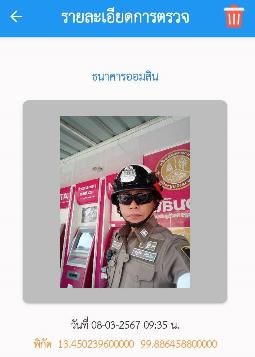 รายละเอียดการตรวจ
ธนาคารออมสิน
วันที่ 08-03-2567 09:35 น.
พิกัด 13.450239600000 99.886458800000